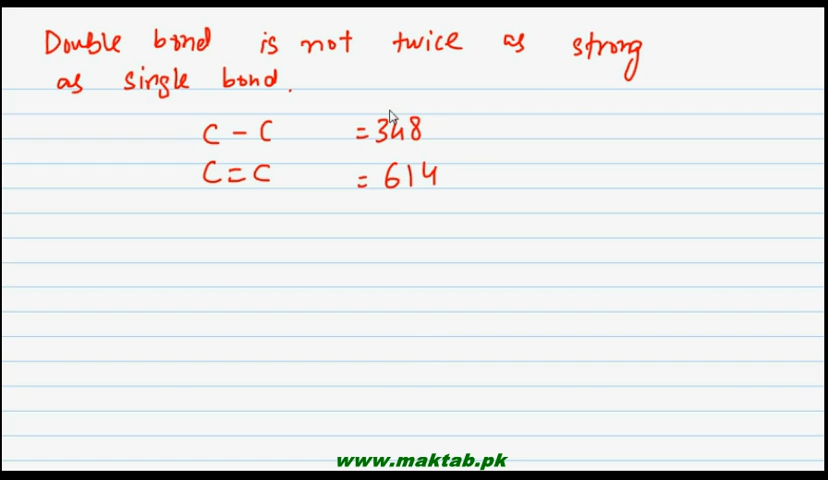 Double bond is not twice as strong
as single bond.
C - C = 348
C = C = 614
www.maktab.pk